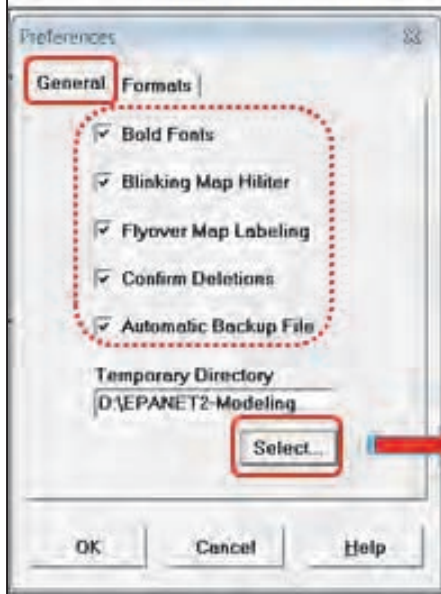 Preferences
General Formats
Bold Fonts
Blinking Map Hiliter
Flyover Map Labeling
Confirm Deletions
Automatic Backup File
Temporary Directory
D:\EPANET2-Modeling
Select...
OK Cancel Help